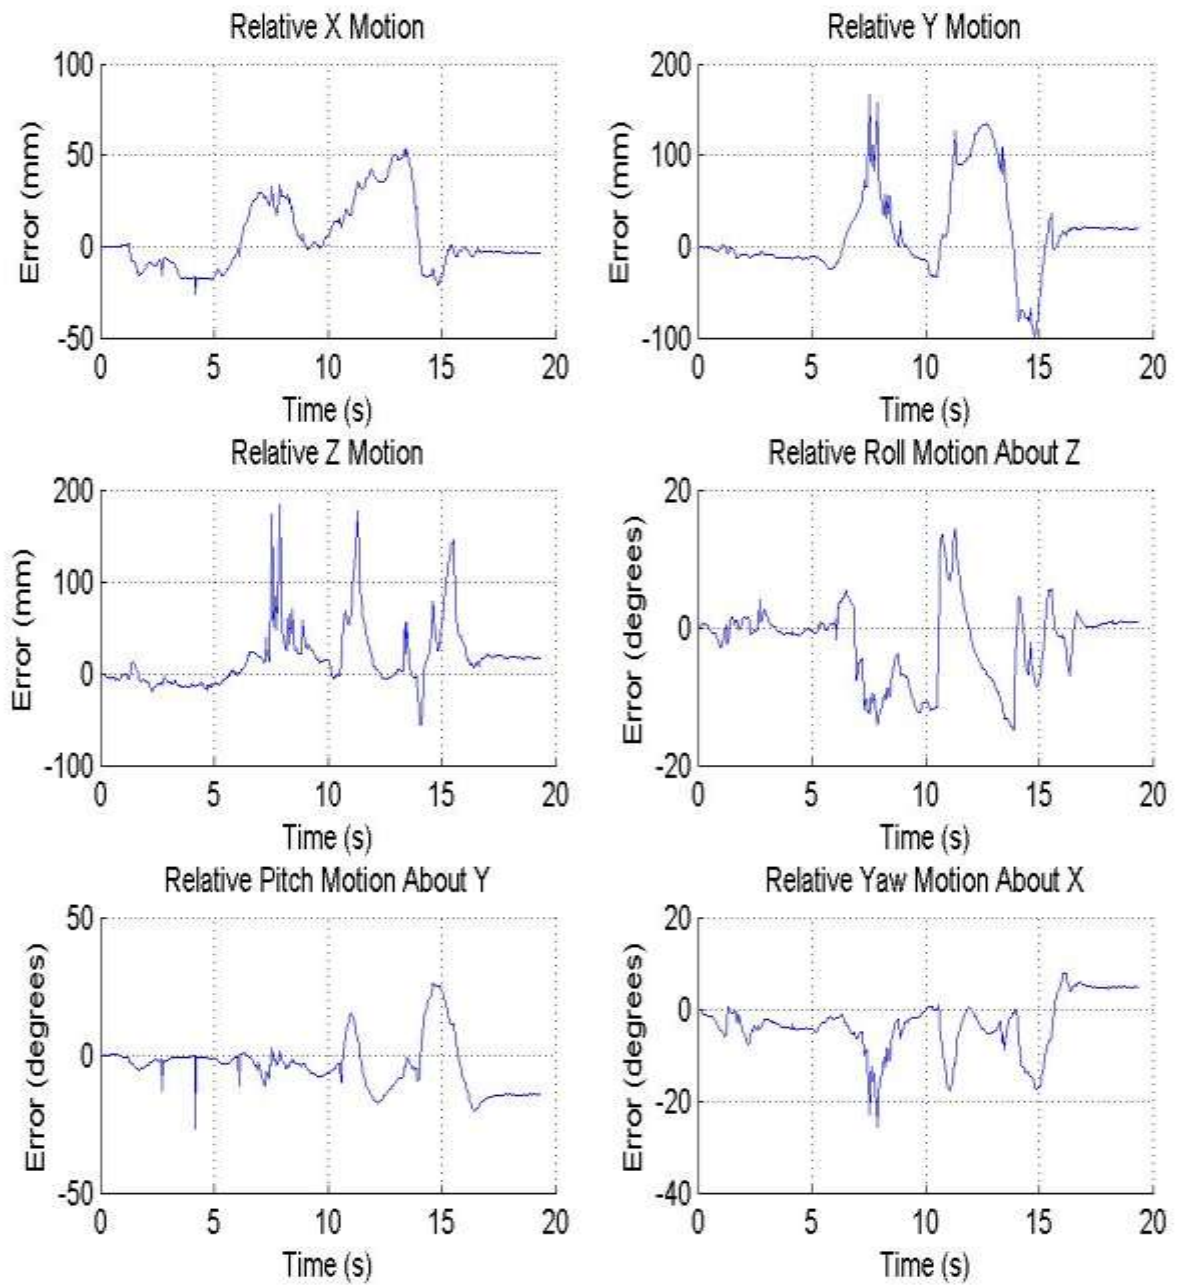 Relative X Motion
Error (mm)
100
50
0
-50
0 5 10 15 20
Time (s)
Relative Y Motion
Error (mm)
200
100
0
-100
0 5 10 15 20
Time (s)
Relative Z Motion
Error (mm)
200
100
0
-100
0 5 10 15 20
Time (s)
Relative Roll Motion About Z
Error (degrees)
20
0
-20
0 5 10 15 20
Time (s)
Relative Pitch Motion About Y
Error (degrees)
50
0
-50
0 5 10 15 20
Time (s)
Relative Yaw Motion About X
Error (degrees)
20
0
-20
-40
0 5 10 15 20
Time (s)